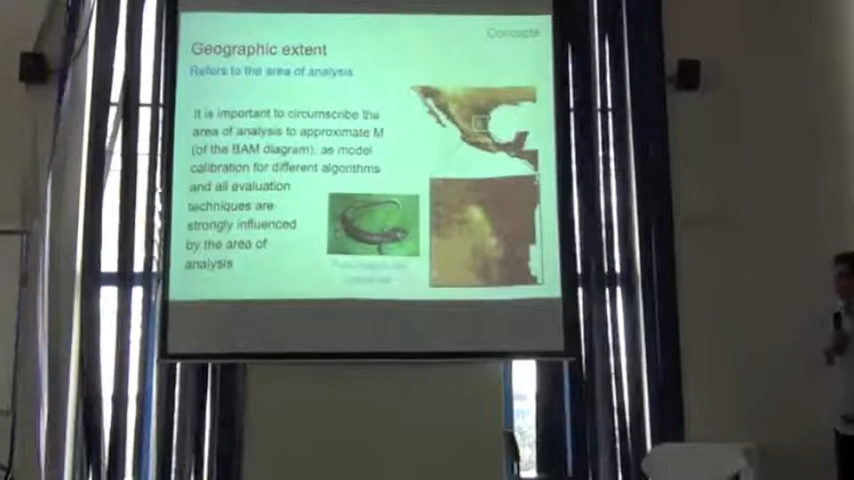 Concepts
Geographic extent
Refers to the area of analysis
It is important to circumscribe the
area of analysis to approximate M
(of the BAM diagram), as model
calibration for different algorithms
and all evaluation
techniques are
strongly influenced
by the area of
analysis